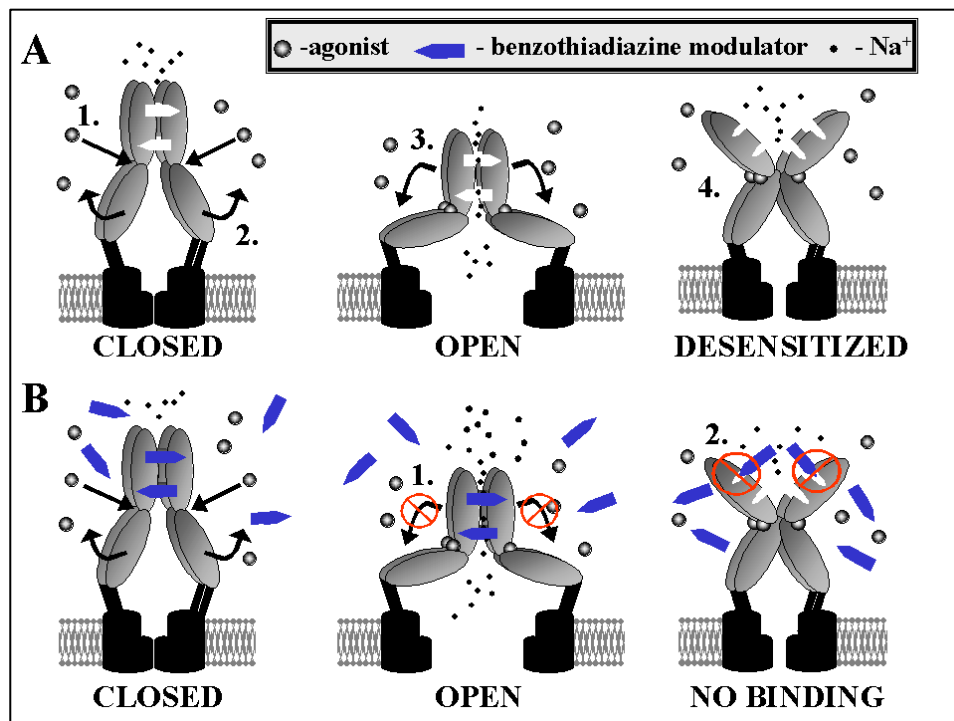 -agonist - benzothiadiazine modulator - Na⁺
A
1.
2.
3.
4.
CLOSED OPEN DESENSITIZED
B
1.
2.
CLOSED OPEN NO BINDING